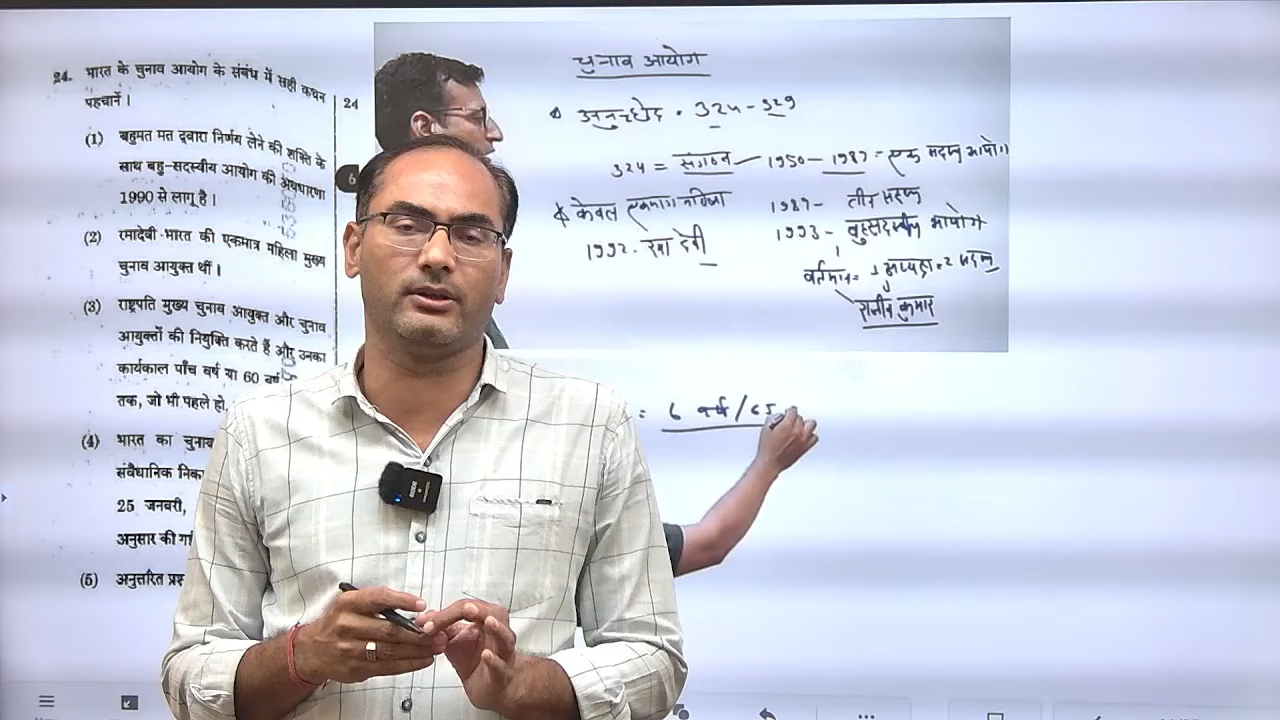 24. भारत के चुनाव आयोग के संबंध में सही कथन
पहचानें ।
(1) बहुमत मत द्वारा निर्णय लेने की शक्ति के
साथ बहु-सदस्यीय आयोग की अवधारणा
1990 से लागू है ।
(2) रमादेवी भारत की एकमात्र महिला मुख्य
चुनाव आयुक्त थीं ।
(3) राष्ट्रपति मुख्य चुनाव आयुक्त और चुनाव
आयुक्तों की नियुक्ति करते हैं और उनका
कार्यकाल पाँच वर्ष या 60 वर्ष
तक, जो भी पहले हो
(4) भारत का चुनाव
संवैधानिक
25 जनवरी,
अनुसार की
(5) अनुत्तरित
24
6
चुनाव आयोग
अनुच्छेद • 324 - 329
324 = संगठन - 1950 - 1989 = एक सदस्य आयोग
* केवल एकमात्र महिला
1992 - रमा देवी
1989 - तीन सदस्य
1993 - बहुसदस्यीय आयोग
वर्तमान = 1 अध्यक्ष + 2 सदस्य
राजीव कुमार
= 6 वर्ष / 65